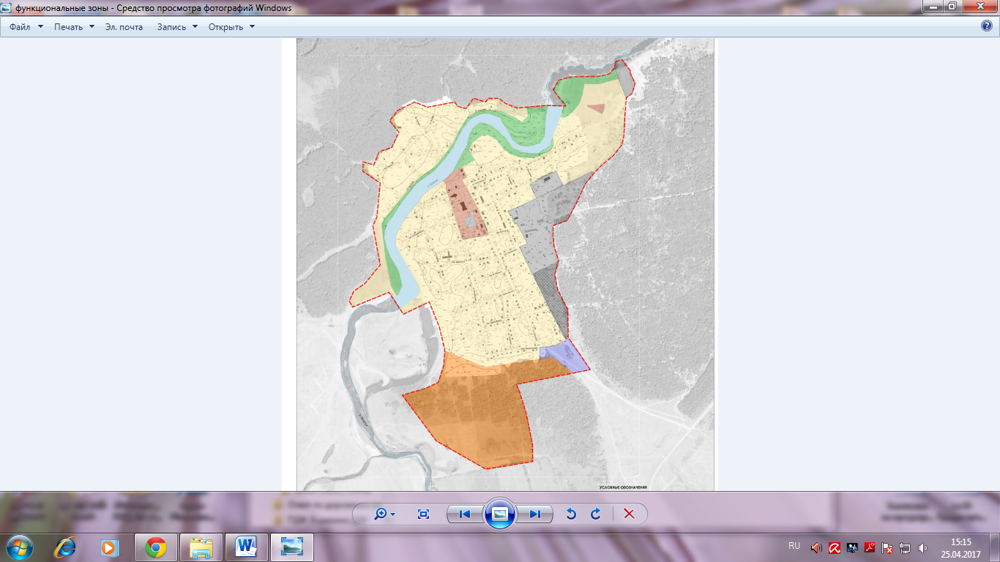 функциональные зоны - Средство просмотра фотографий Windows
Файл Печать Эл. почта Запись Открыть
УСЛОВНЫЕ ОБОЗНАЧЕНИЯ
RU
15:15
25.04.2017